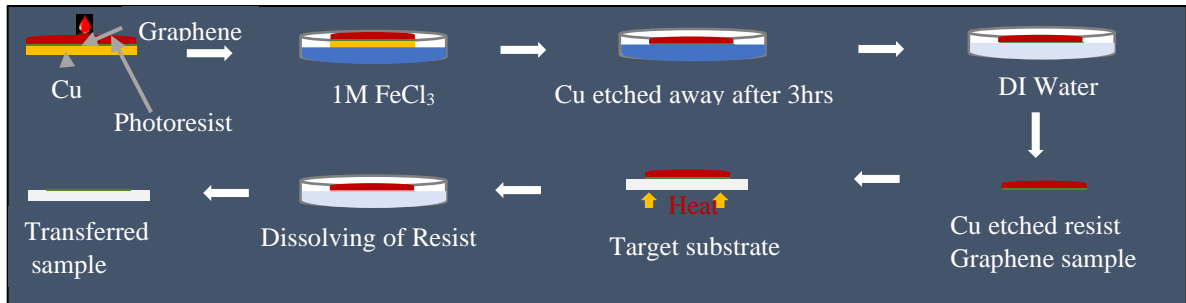 Graphene
Cu
Photoresist
1M FeCl₃
Cu etched away after 3hrs
DI Water
Cu etched resist
Graphene sample
Heat
Target substrate
Dissolving of Resist
Transferred
sample